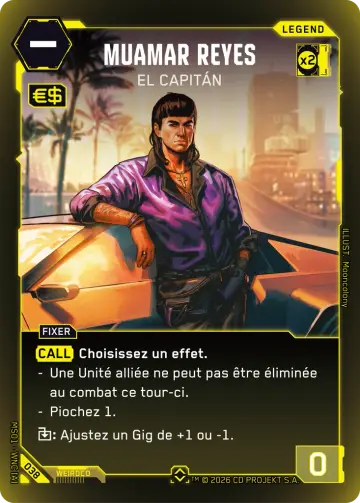 LEGEND
MUAMAR REYES
EL CAPITÁN
x2
€$
ILLUST. Mooncolony
FIXER
CALL Choisissez un effet.
- Une Unité alliée ne peut pas être éliminée
au combat ce tour-ci.
- Piochez 1.
: Ajustez un Gig de +1 ou -1.
0
038
WEIRDCO
™ © 2026 CD PROJEKT S.A.